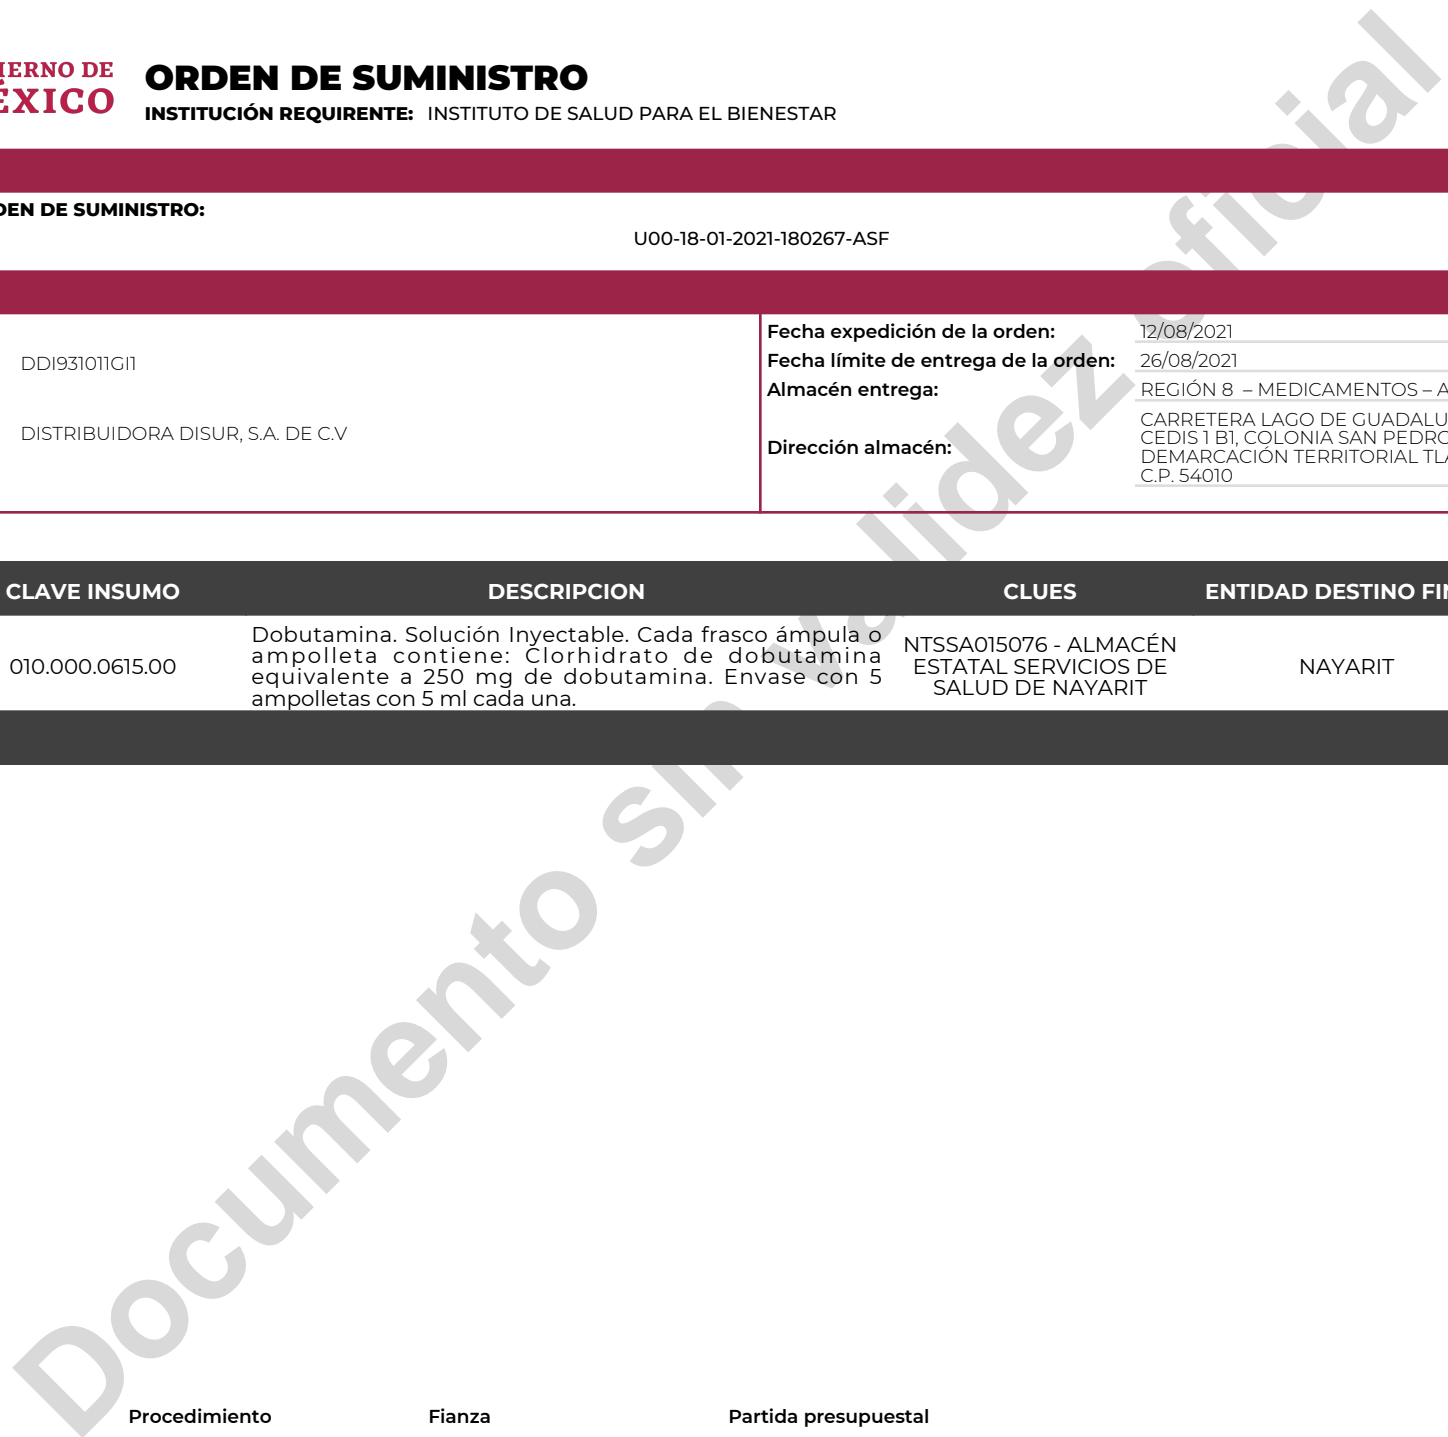 IERNO DE
ÉXICO
ORDEN DE SUMINISTRO
INSTITUCIÓN REQUIRENTE: INSTITUTO DE SALUD PARA EL BIENESTAR
DEN DE SUMINISTRO:
U00-18-01-2021-180267-ASF
DDI931011GI1
DISTRIBUIDORA DISUR, S.A. DE C.V
Fecha expedición de la orden: 12/08/2021
Fecha límite de entrega de la orden: 26/08/2021
Almacén entrega: REGIÓN 8 – MEDICAMENTOS – A
Dirección almacén:
CARRETERA LAGO DE GUADALU
CEDIS 1 B1, COLONIA SAN PEDRO
DEMARCACIÓN TERRITORIAL TLA
C.P. 54010
CLAVE INSUMO DESCRIPCION CLUES ENTIDAD DESTINO FIN
010.000.0615.00
Dobutamina. Solución Inyectable. Cada frasco ámpula o
ampolleta contiene: Clorhidrato de dobutamina
equivalente a 250 mg de dobutamina. Envase con 5
ampolletas con 5 ml cada una.
NTSSA015076 - ALMACÉN
ESTATAL SERVICIOS DE
SALUD DE NAYARIT
NAYARIT
Documento sin validez oficial
Procedimiento Fianza Partida presupuestal